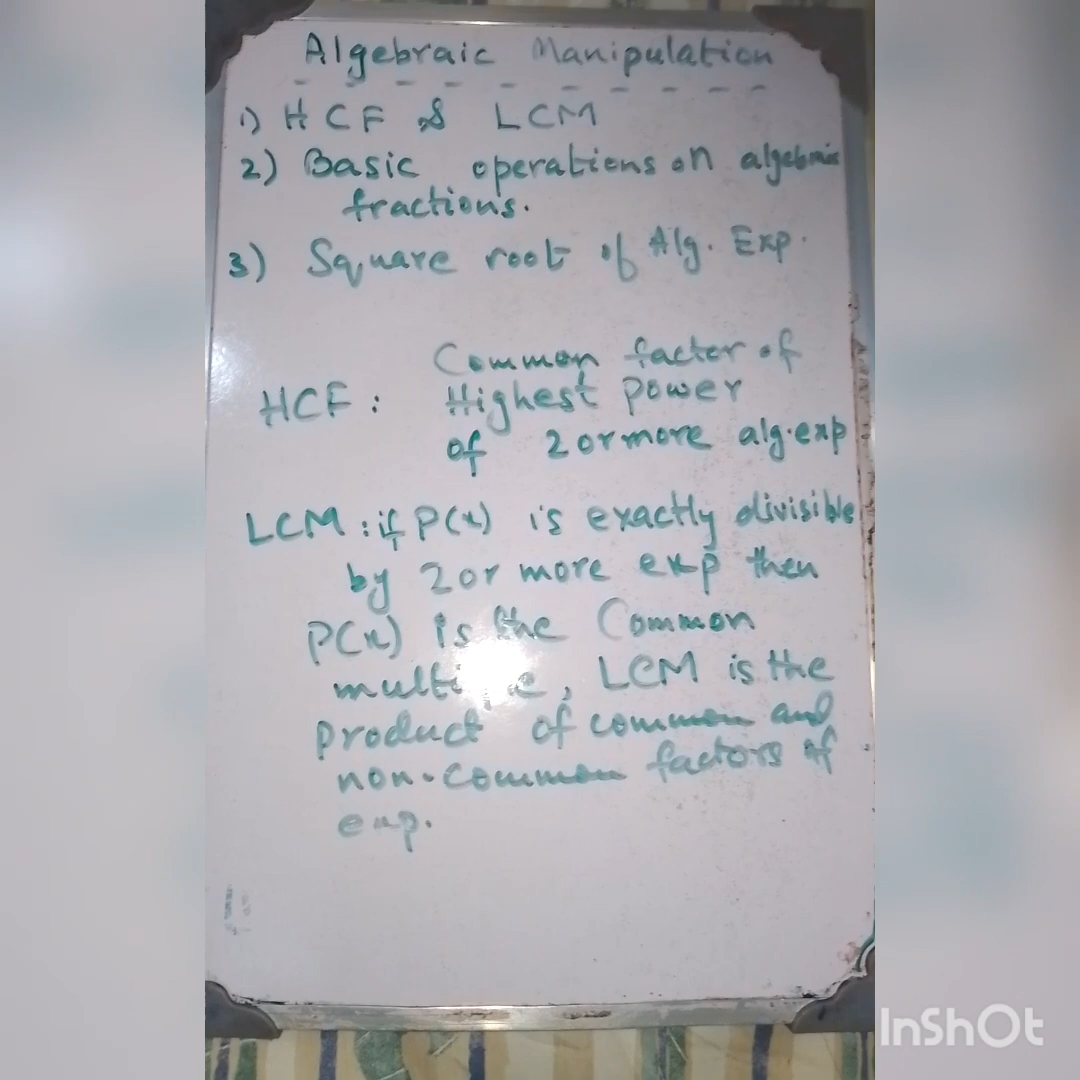 Algebraic Manipulation
1) HCF & LCM
2) Basic operations on algebraic
fractions.
3) Square root of Alg. Exp.
Common factor of
HCF: Highest power
of 2 or more alg.exp
LCM: if P(x) is exactly divisible
by 2 or more exp then
P(x) is the Common
, LCM is the
product of common and
non-common factors of
exp.
InShOt